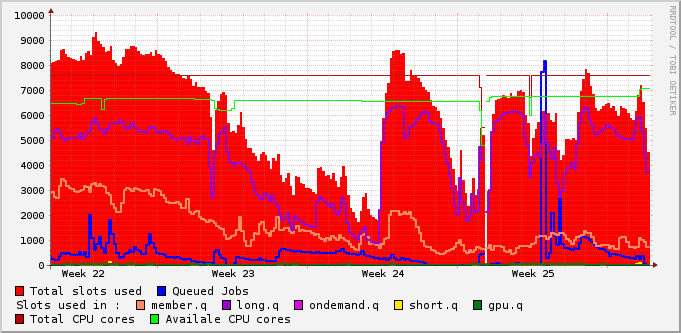 10000
9000
8000
7000
6000
5000
4000
3000
2000
1000
0
Week 22 Week 23 Week 24 Week 25
Total slots used Queued Jobs
Slots used in : member.q long.q ondemand.q short.q gpu.q
Total CPU cores Availale CPU cores
RRDTOOL / TOBI OETIKER